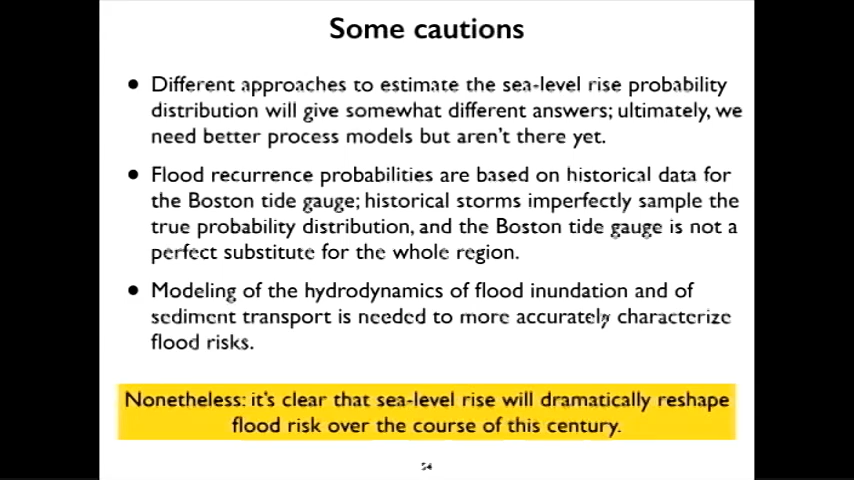 Some cautions
• Different approaches to estimate the sea-level rise probability
distribution will give somewhat different answers; ultimately, we
need better process models but aren't there yet.
• Flood recurrence probabilities are based on historical data for
the Boston tide gauge; historical storms imperfectly sample the
true probability distribution, and the Boston tide gauge is not a
perfect substitute for the whole region.
• Modeling of the hydrodynamics of flood inundation and of
sediment transport is needed to more accurately characterize
flood risks.
Nonetheless: it's clear that sea-level rise will dramatically reshape
flood risk over the course of this century.